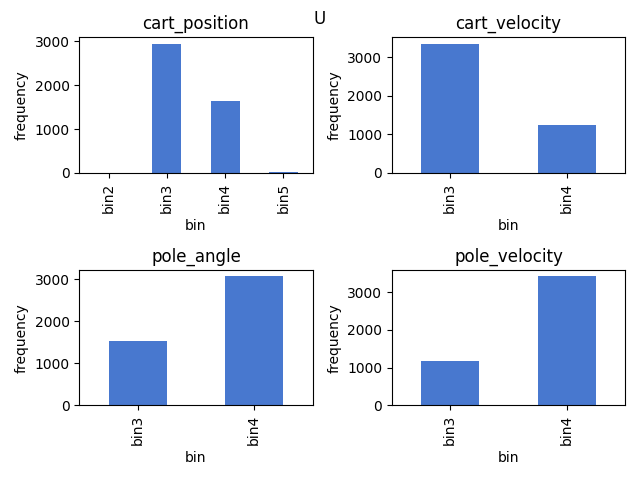 U
cart_position
frequency
3000
2000
1000
0
bin2
bin3
bin4
bin5
bin
cart_velocity
frequency
3000
2000
1000
0
bin3
bin4
bin
pole_angle
frequency
3000
2000
1000
0
bin3
bin4
bin
pole_velocity
frequency
3000
2000
1000
0
bin3
bin4
bin